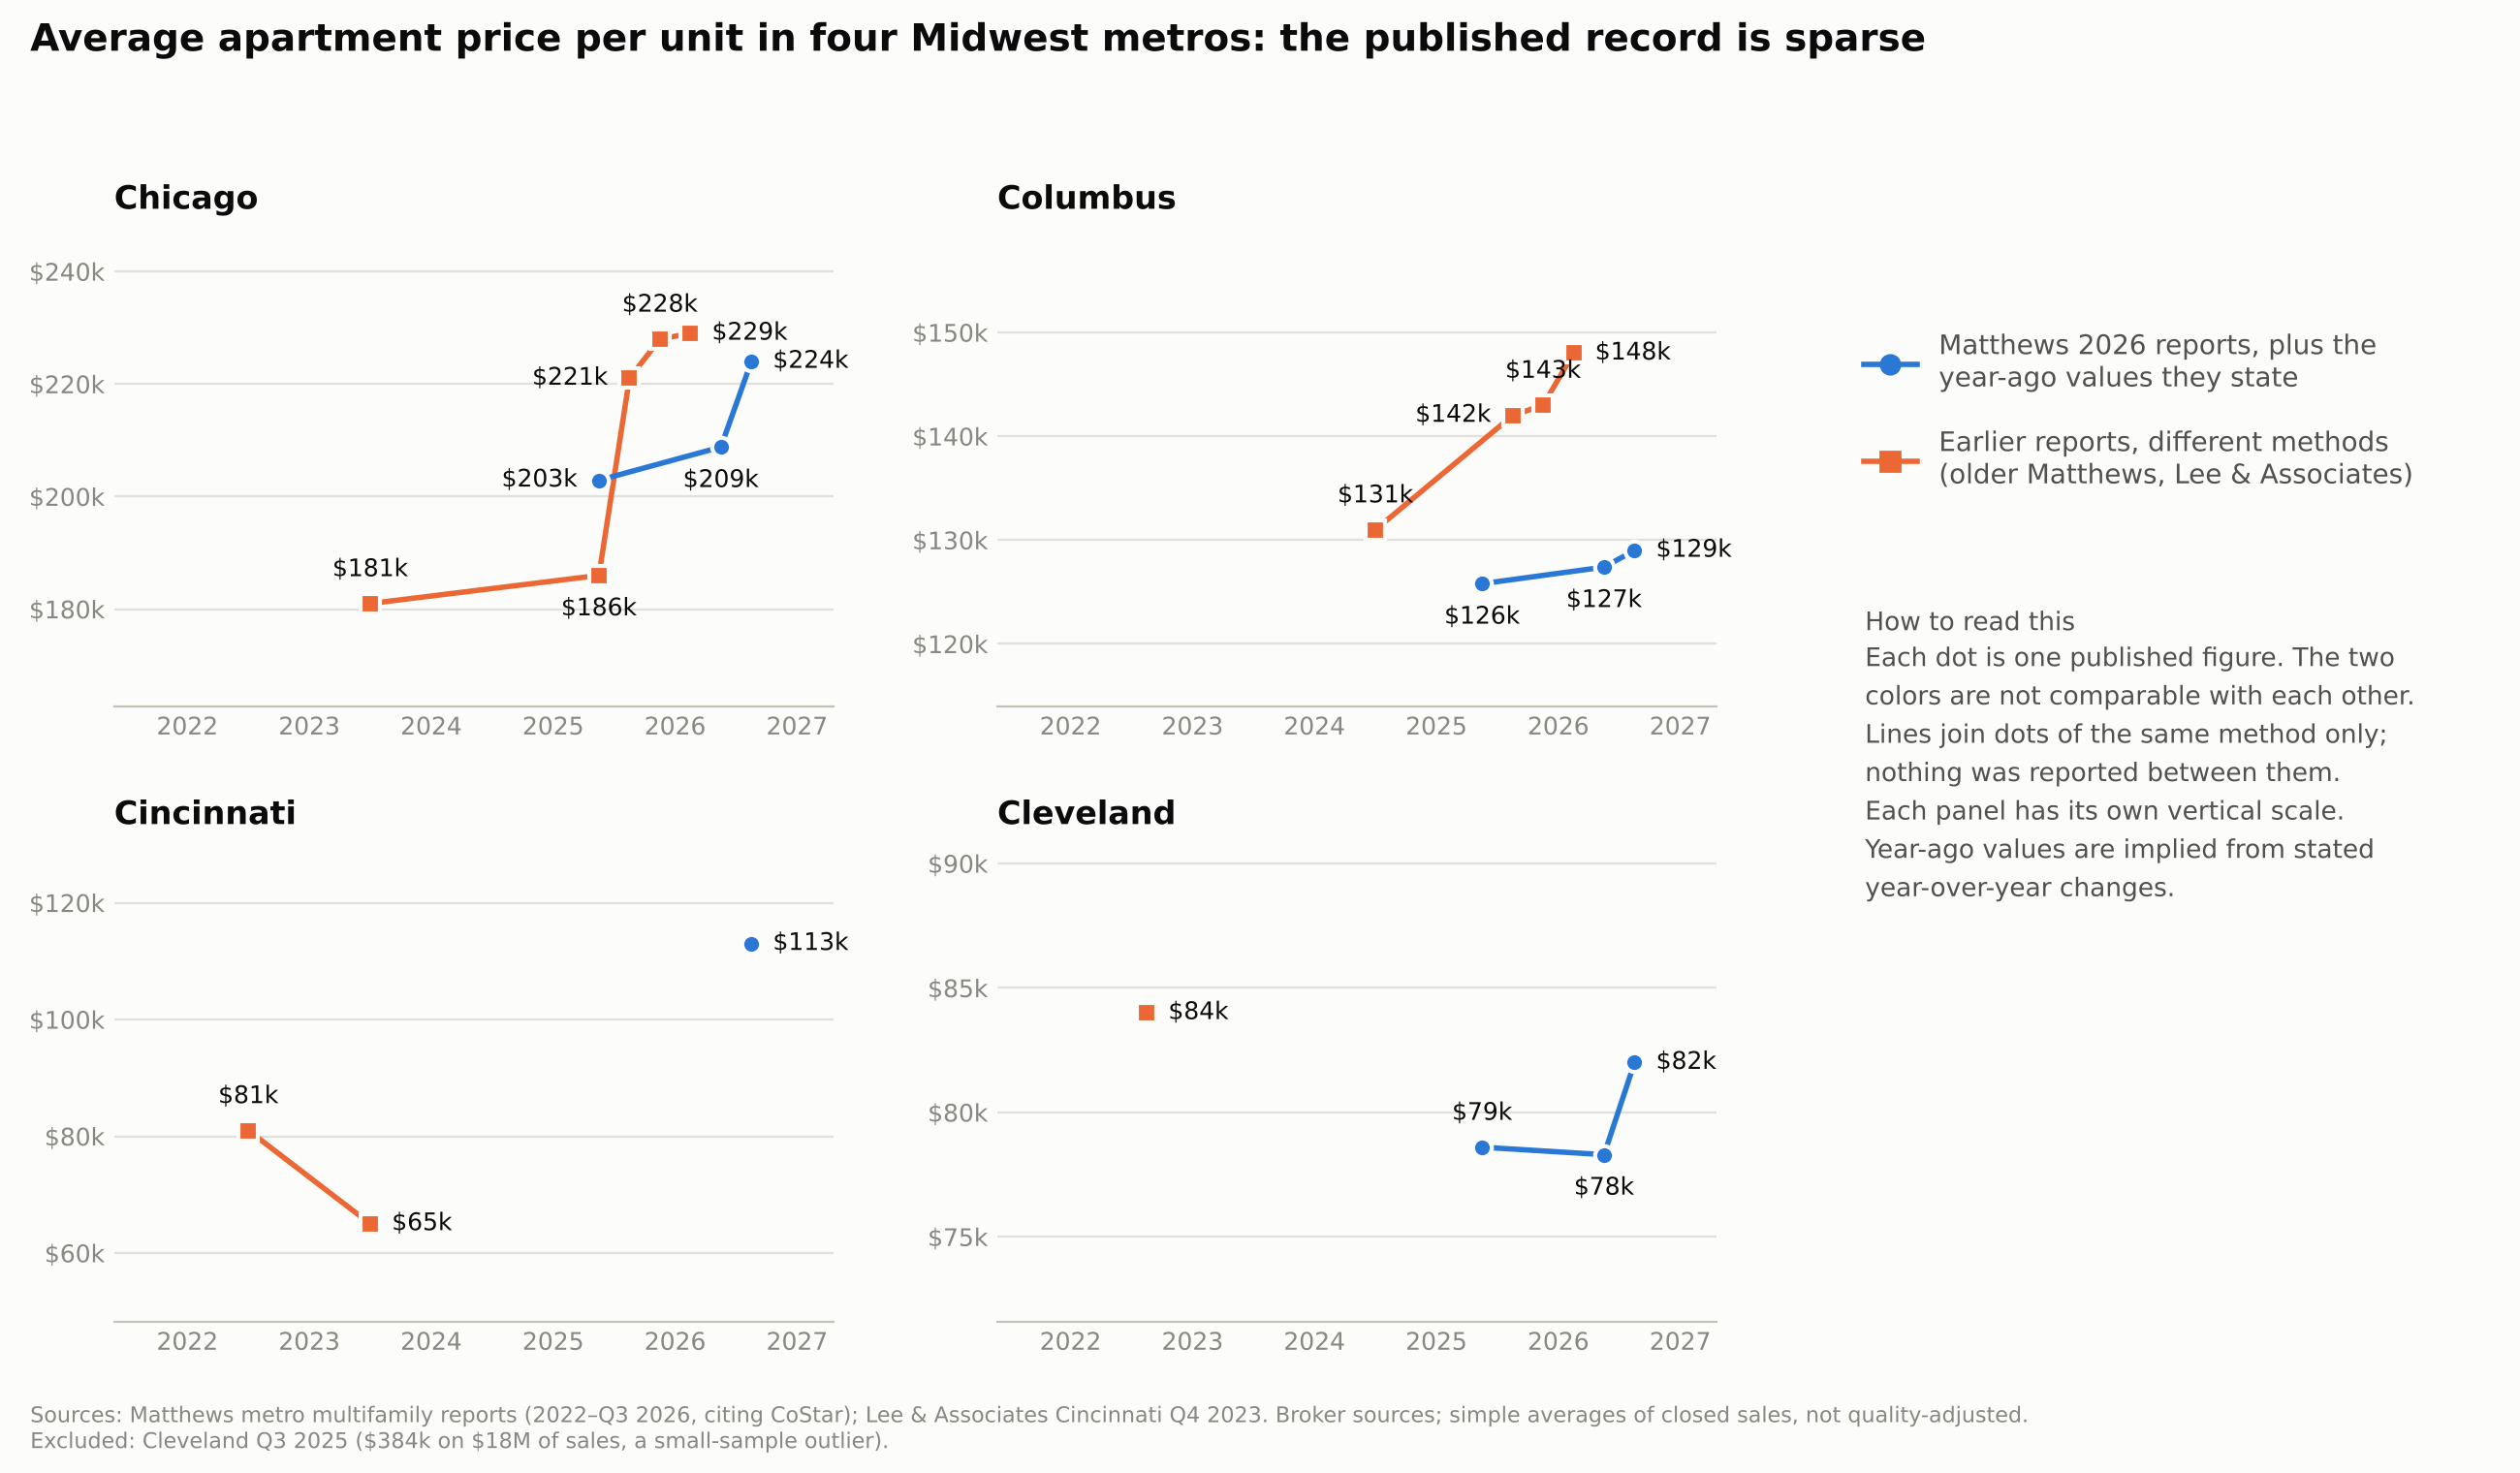 Average apartment price per unit in four Midwest metros: the published record is sparse
Chicago
$240k
$220k
$200k
$180k
$181k
$186k
$221k
$228k
$229k
$203k
$209k
$224k
2022 2023 2024 2025 2026 2027
Columbus
$150k
$140k
$130k
$120k
$131k
$142k
$143k
$148k
$126k
$127k
$129k
2022 2023 2024 2025 2026 2027
Matthews 2026 reports, plus the
year-ago values they state
Earlier reports, different methods
(older Matthews, Lee & Associates)
How to read this
Each dot is one published figure. The two
colors are not comparable with each other.
Lines join dots of the same method only;
nothing was reported between them.
Each panel has its own vertical scale.
Year-ago values are implied from stated
year-over-year changes.
Cincinnati
$120k
$100k
$80k
$60k
$81k
$65k
$113k
2022 2023 2024 2025 2026 2027
Cleveland
$90k
$85k
$80k
$75k
$84k
$79k
$78k
$82k
2022 2023 2024 2025 2026 2027
Sources: Matthews metro multifamily reports (2022–Q3 2026, citing CoStar); Lee & Associates Cincinnati Q4 2023. Broker sources; simple averages of closed sales, not quality-adjusted.
Excluded: Cleveland Q3 2025 ($384k on $18M of sales, a small-sample outlier).